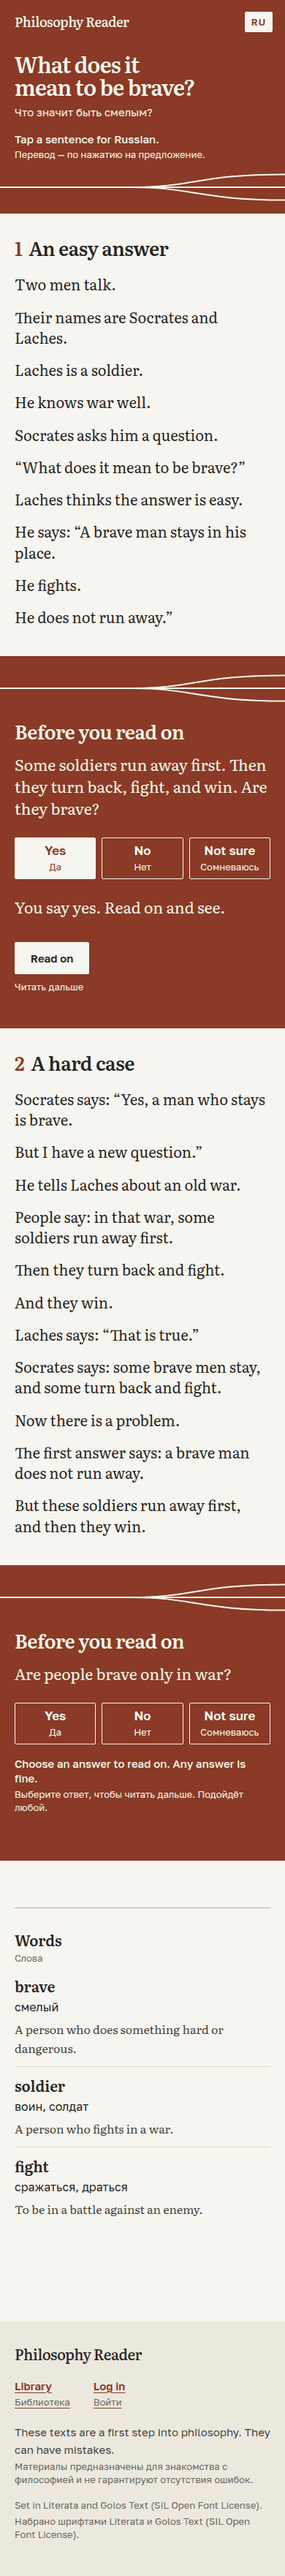 Philosophy Reader
RU
What does it
mean to be brave?
Что значит быть смелым?
Tap a sentence for Russian.
Перевод — по нажатию на предложение.
1 An easy answer
Two men talk.
Their names are Socrates and
Laches.
Laches is a soldier.
He knows war well.
Socrates asks him a question.
“What does it mean to be brave?”
Laches thinks the answer is easy.
He says: “A brave man stays in his
place.
He fights.
He does not run away.”
Before you read on
Some soldiers run away first. Then
they turn back, fight, and win. Are
they brave?
Yes
Да
No
Нет
Not sure
Сомневаюсь
You say yes. Read on and see.
Read on
Читать дальше
2 A hard case
Socrates says: “Yes, a man who stays
is brave.
But I have a new question.”
He tells Laches about an old war.
People say: in that war, some
soldiers run away first.
Then they turn back and fight.
And they win.
Laches says: “That is true.”
Socrates says: some brave men stay,
and some turn back and fight.
Now there is a problem.
The first answer says: a brave man
does not run away.
But these soldiers run away first,
and then they win.
Before you read on
Are people brave only in war?
Yes
Да
No
Нет
Not sure
Сомневаюсь
Choose an answer to read on. Any answer is
fine.
Выберите ответ, чтобы читать дальше. Подойдёт
любой.
Words
Слова
brave
смелый
A person who does something hard or
dangerous.
soldier
воин, солдат
A person who fights in a war.
fight
сражаться, драться
To be in a battle against an enemy.
Philosophy Reader
Library
Библиотека
Log in
Войти
These texts are a first step into philosophy. They
can have mistakes.
Материалы предназначены для знакомства с
философией и не гарантируют отсутствия ошибок.
Set in Literata and Golos Text (SIL Open Font License).
Набрано шрифтами Literata и Golos Text (SIL Open
Font License).